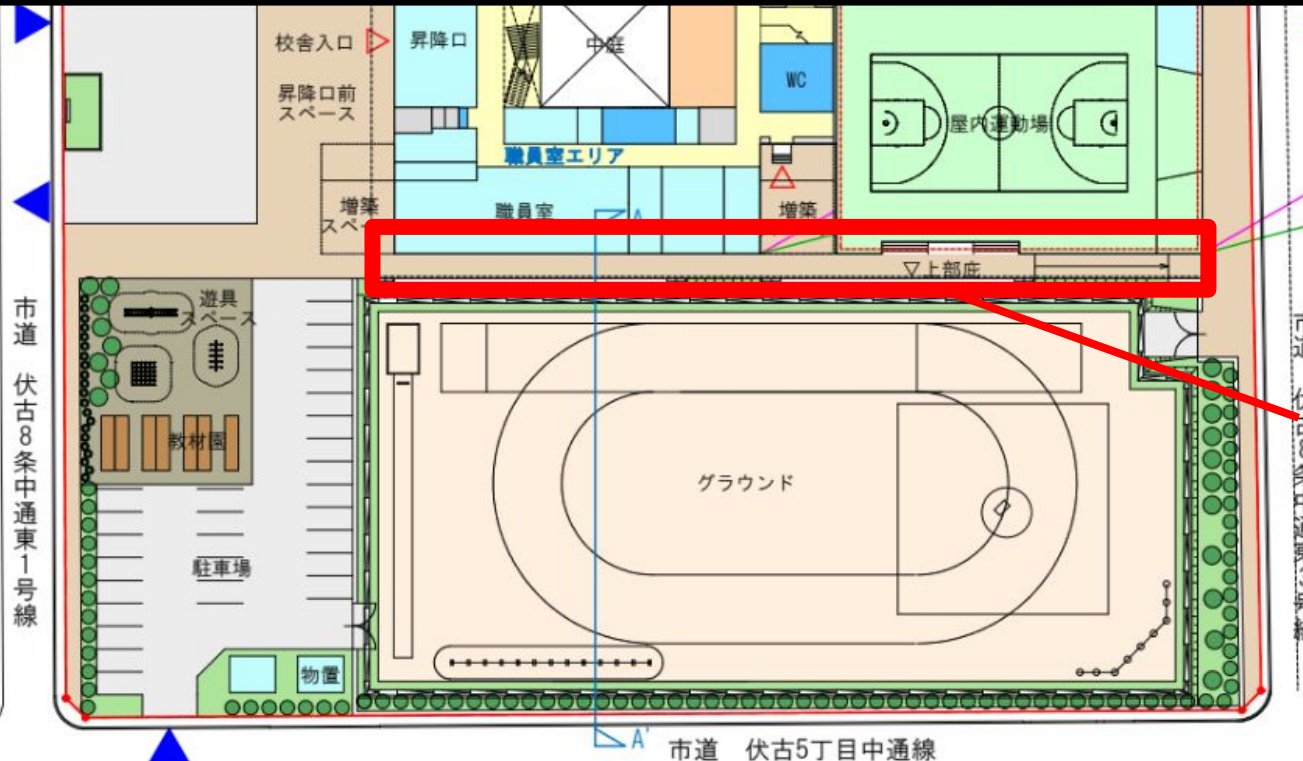 校舎入口
昇降口
中庭
WC
昇降口前
スペース
屋内運動場
職員室エリア
増築
スペー
職員室
A
増築
▽上部庇
遊具
スペース
教材園
グラウンド
駐車場
物置
市道 伏古8条中通東1号線
A'
市道 伏古5丁目中通線